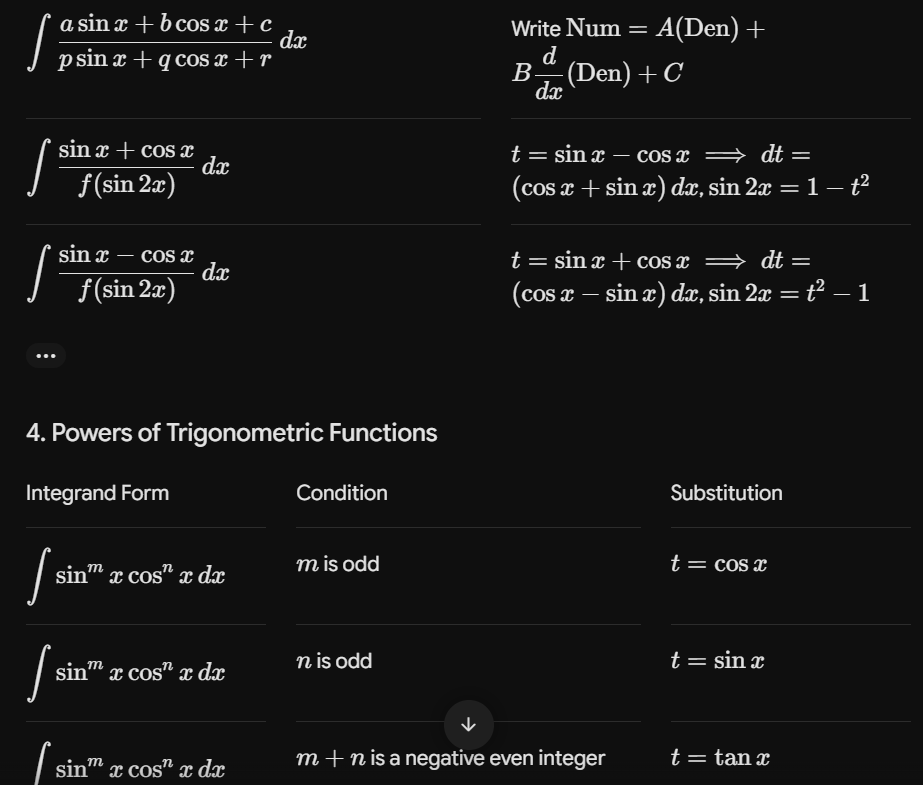 ∫ (a sin x + b cos x + c)/(p sin x + q cos x + r) dx
Write Num = A(Den) +
B d/dx (Den) + C
∫ (sin x + cos x)/(f(sin 2x)) dx
t = sin x − cos x ⟹ dt =
(cos x + sin x) dx, sin 2x = 1 − t²
∫ (sin x − cos x)/(f(sin 2x)) dx
t = sin x + cos x ⟹ dt =
(cos x − sin x) dx, sin 2x = t² − 1
4. Powers of Trigonometric Functions
Integrand Form
Condition
Substitution
∫ sinᵐ x cosⁿ x dx
m is odd
t = cos x
∫ sinᵐ x cosⁿ x dx
n is odd
t = sin x
∫ sinᵐ x cosⁿ x dx
m + n is a negative even integer
t = tan x